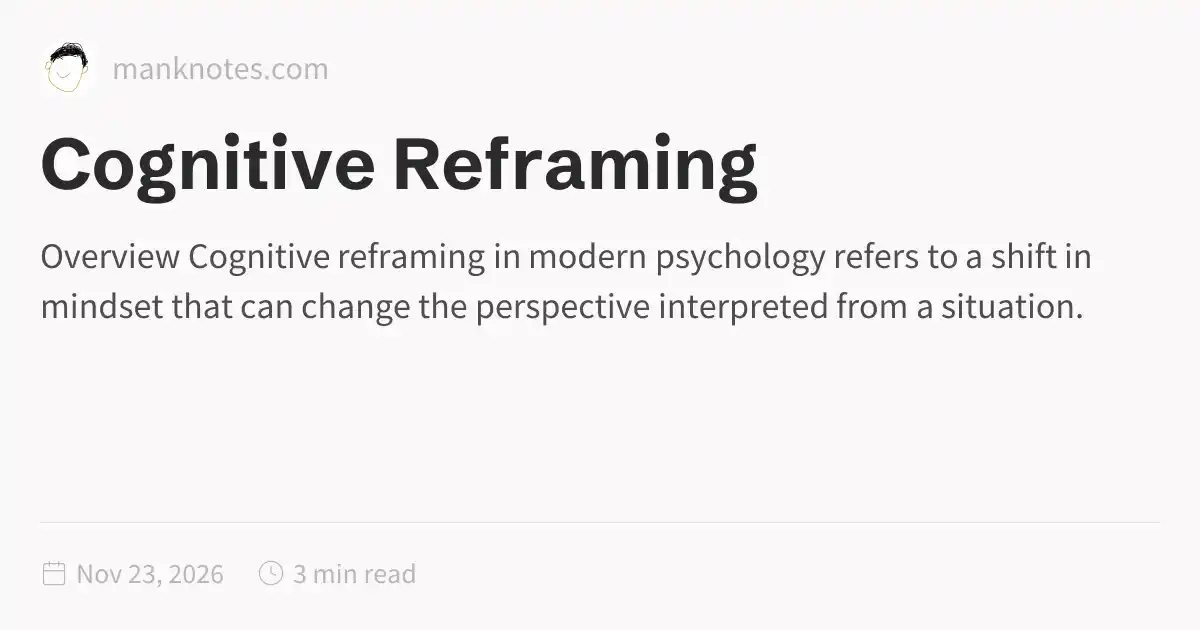 manknotes.com
Cognitive Reframing
Overview Cognitive reframing in modern psychology refers to a shift in
mindset that can change the perspective interpreted from a situation.
Nov 23, 2026 3 min read